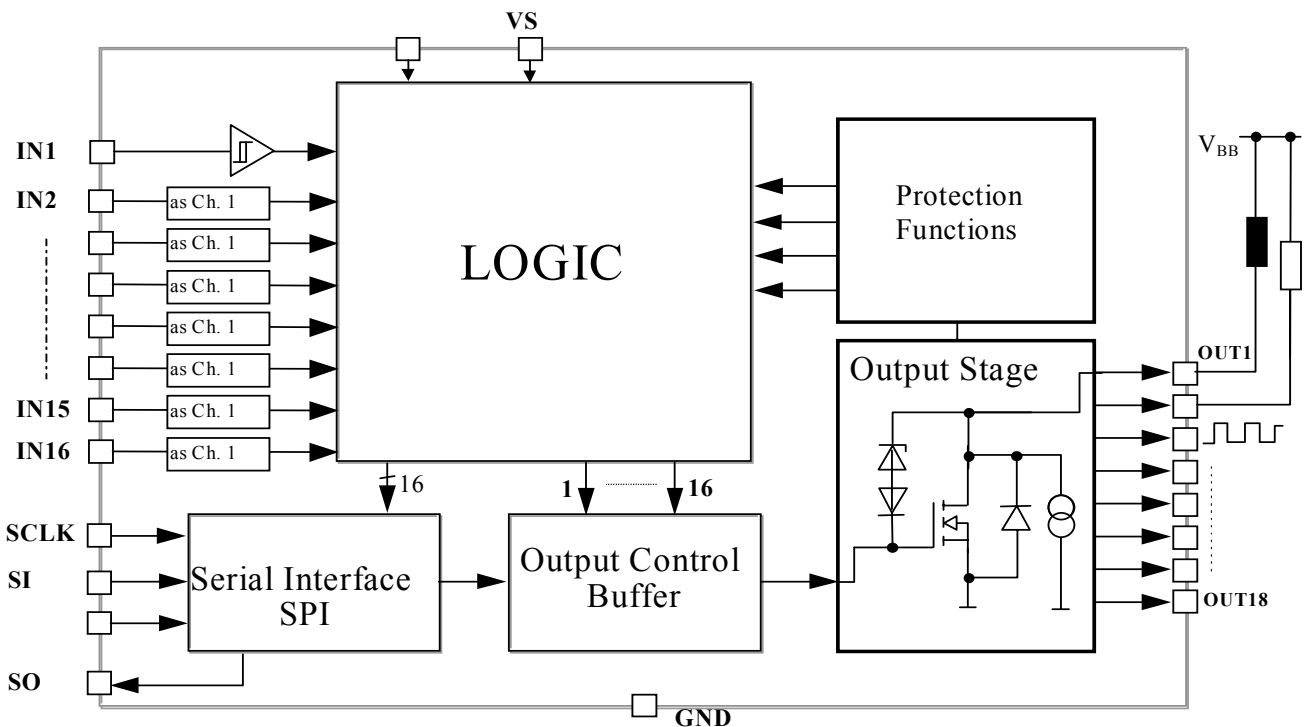 VS
IN1
IN2
as Ch. 1
as Ch. 1
as Ch. 1
as Ch. 1
as Ch. 1
IN15
as Ch. 1
IN16
as Ch. 1
LOGIC
Protection
Functions
VBB
Output Stage
OUT1
OUT18
16
1
16
SCLK
SI
SO
Serial Interface
SPI
Output Control
Buffer
GND